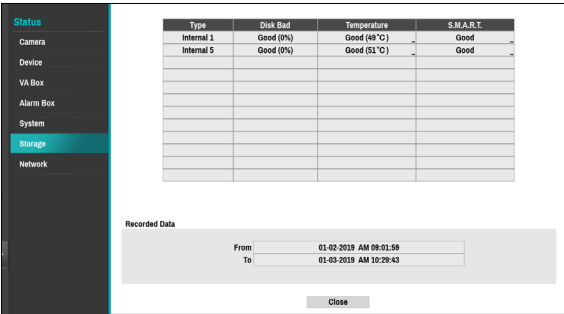 Status
Camera
Device
VA Box
Alarm Box
System
Storage
Network
Type Disk Bad Temperature S.M.A.R.T.
Internal 1 Good (0%) Good (49˚C) ... Good ...
Internal 5 Good (0%) Good (51˚C) ... Good ...
Recorded Data
From 01-02-2019 AM 09:01:59
To 01-03-2019 AM 10:29:43
Close